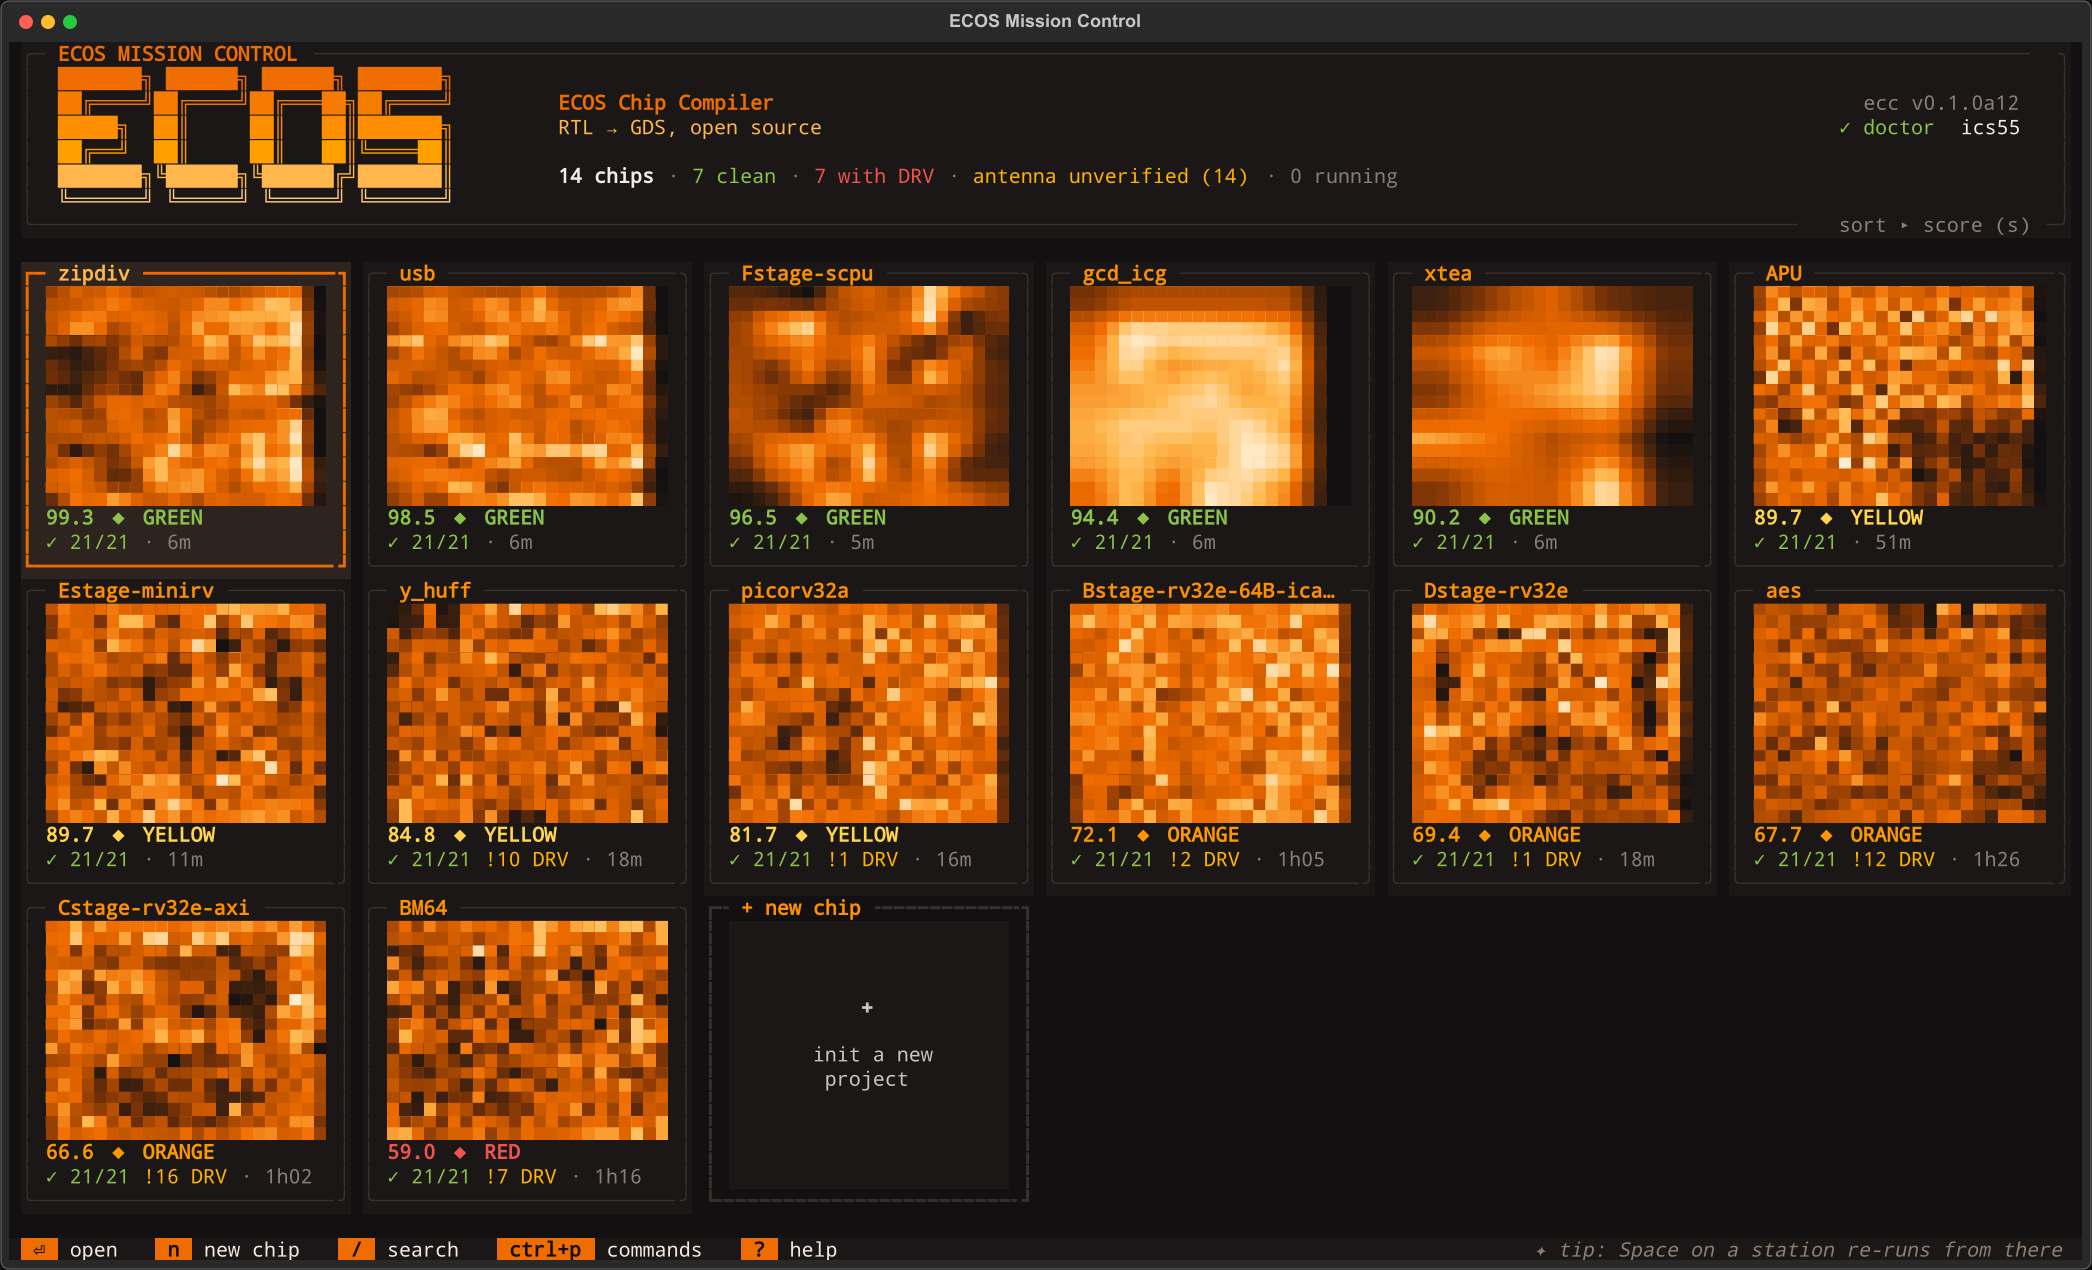 ECOS Mission Control
ECOS MISSION CONTROL
ECOS
ECOS Chip Compiler
ecc v0.1.0a12
RTL → GDS, open source
✓ doctor ics55
14 chips · 7 clean · 7 with DRV · antenna unverified (14) · 0 running
sort ▸ score (s)
zipdiv
99.3 ◆ GREEN
✓ 21/21 · 6m
usb
98.5 ◆ GREEN
✓ 21/21 · 6m
Fstage-scpu
96.5 ◆ GREEN
✓ 21/21 · 5m
gcd_icg
94.4 ◆ GREEN
✓ 21/21 · 6m
xtea
90.2 ◆ GREEN
✓ 21/21 · 6m
APU
89.7 ◆ YELLOW
✓ 21/21 · 51m
Estage-minirv
89.7 ◆ YELLOW
✓ 21/21 · 11m
y_huff
84.8 ◆ YELLOW
✓ 21/21 !10 DRV · 18m
picorv32a
81.7 ◆ YELLOW
✓ 21/21 !1 DRV · 16m
Bstage-rv32e-64B-ica…
72.1 ◆ ORANGE
✓ 21/21 !2 DRV · 1h05
Dstage-rv32e
69.4 ◆ ORANGE
✓ 21/21 !1 DRV · 18m
aes
67.7 ◆ ORANGE
✓ 21/21 !12 DRV · 1h26
Cstage-rv32e-axi
66.6 ◆ ORANGE
✓ 21/21 !16 DRV · 1h02
BM64
59.0 ◆ RED
✓ 21/21 !7 DRV · 1h16
+ new chip
+
init a new
project
⏎ open n new chip / search ctrl+p commands ? help
✦ tip: Space on a station re-runs from there